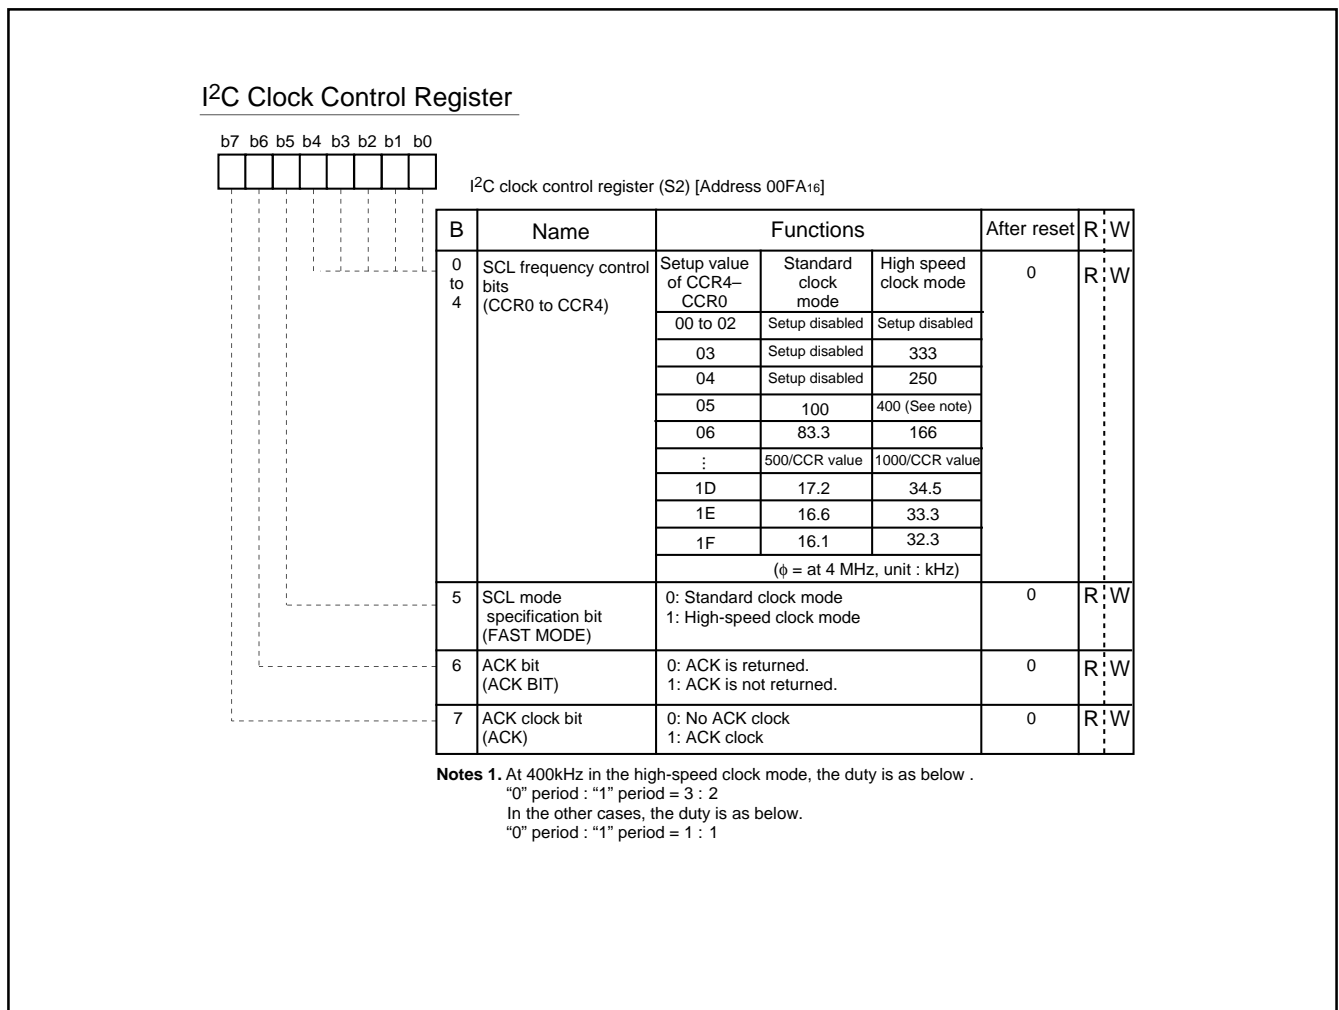 I2C Clock Control Register
b7 b6 b5 b4 b3 b2 b1 b0
I2C clock control register (S2) [Address 00FA16]
B Name Functions After reset R W
0 to 4 SCL frequency control bits (CCR0 to CCR4) 0 R W
Setup value of CCR4–CCR0 Standard clock mode High speed clock mode
00 to 02 Setup disabled Setup disabled
03 Setup disabled 333
04 Setup disabled 250
05 100 400 (See note)
06 83.3 166
⋮ 500/CCR value 1000/CCR value
1D 17.2 34.5
1E 16.6 33.3
1F 16.1 32.3
(ϕ = at 4 MHz, unit : kHz)
5 SCL mode specification bit (FAST MODE) 0: Standard clock mode 0 R W
1: High-speed clock mode
6 ACK bit (ACK BIT) 0: ACK is returned. 0 R W
1: ACK is not returned.
7 ACK clock bit (ACK) 0: No ACK clock 0 R W
1: ACK clock
Notes 1. At 400kHz in the high-speed clock mode, the duty is as below .
“0” period : “1” period = 3 : 2
In the other cases, the duty is as below.
“0” period : “1” period = 1 : 1